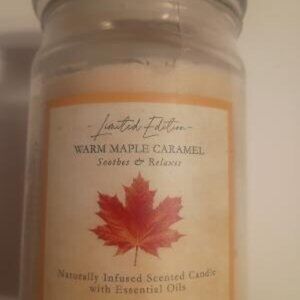 -Limited Edition-
WARM MAPLE CARAMEL
Soothes & Relaxes
Naturally Infused Scented Candle
with Essential Oils